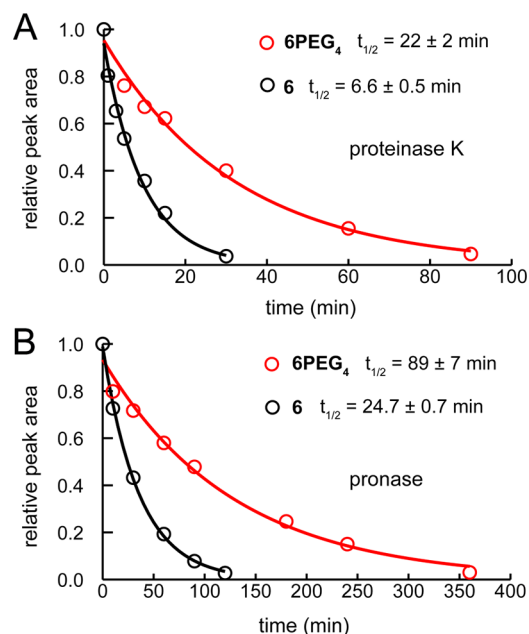 A
6PEG4 t1/2 = 22 ± 2 min
6 t1/2 = 6.6 ± 0.5 min
proteinase K
relative peak area
1.0
0.8
0.6
0.4
0.2
0.0
0 20 40 60 80 100
time (min)
B
6PEG4 t1/2 = 89 ± 7 min
6 t1/2 = 24.7 ± 0.7 min
pronase
relative peak area
1.0
0.8
0.6
0.4
0.2
0.0
0 50 100 150 200 250 300 350 400
time (min)